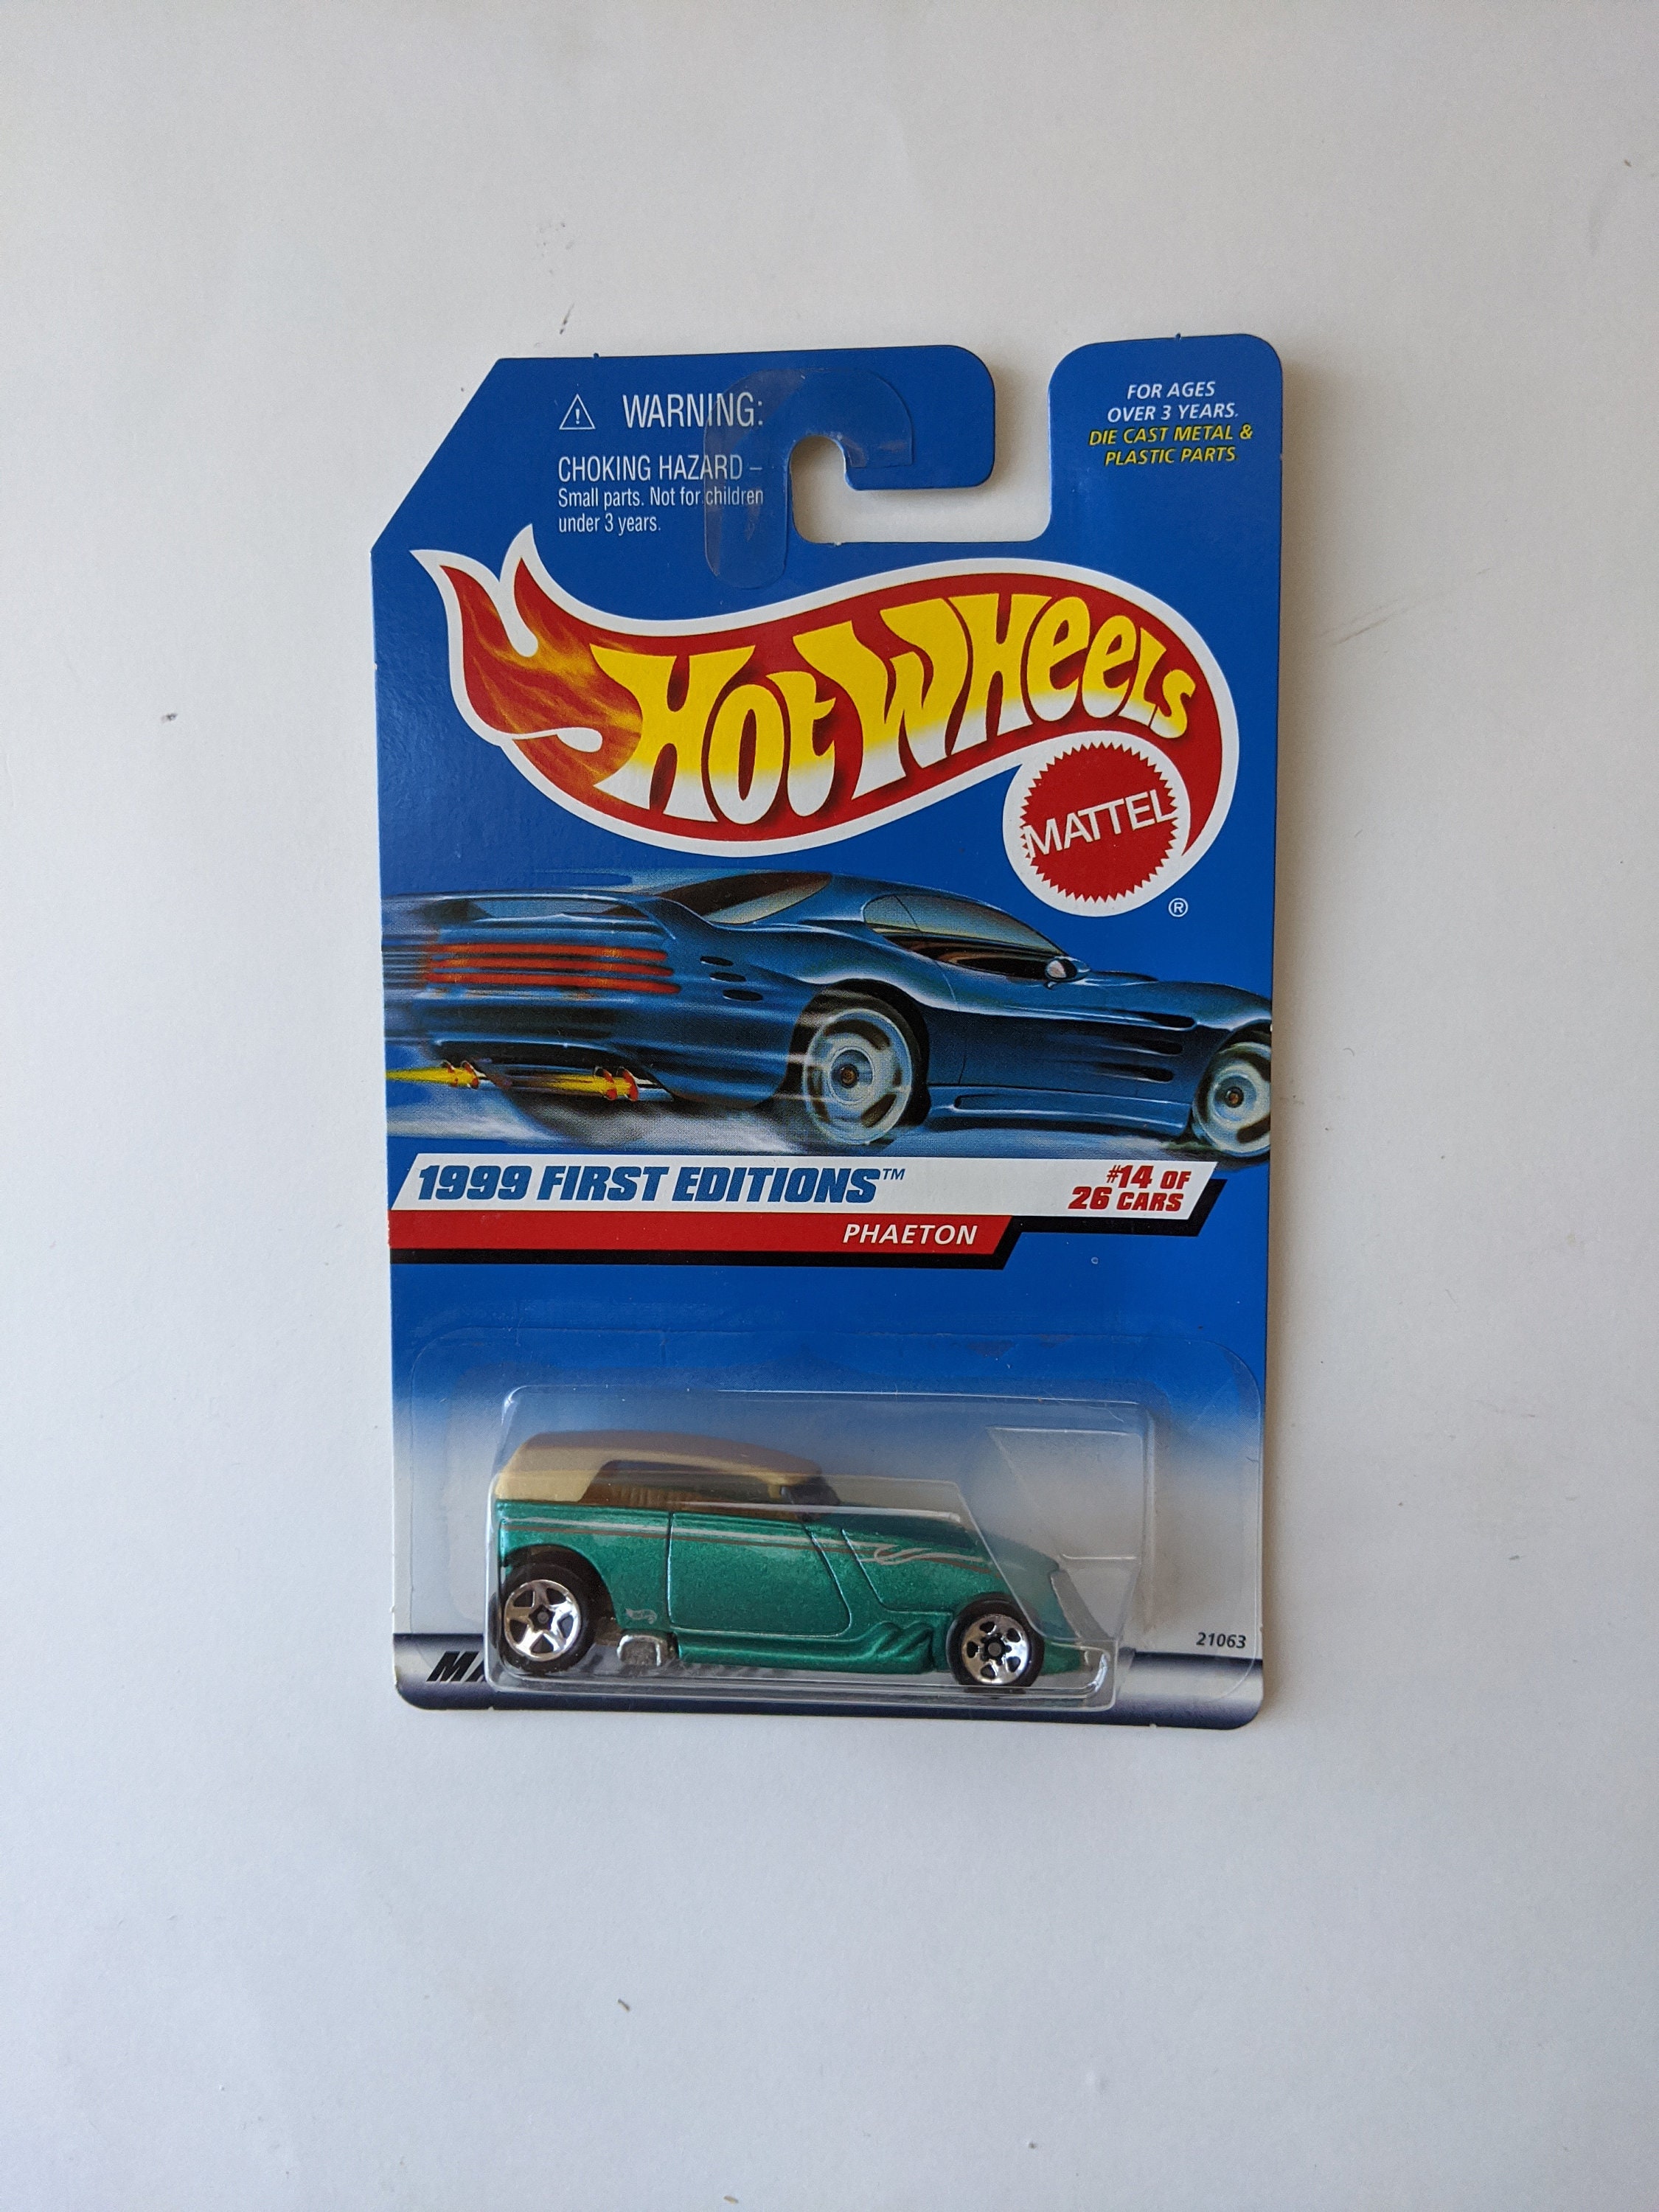 WARNING:
CHOKING HAZARD –
Small parts. Not for children
under 3 years.
FOR AGES
OVER 3 YEARS.
DIE CAST METAL &
PLASTIC PARTS
HOT WHEELS
MATTEL
®
1999 FIRST EDITIONS™
#14 OF
26 CARS
PHAETON
21063